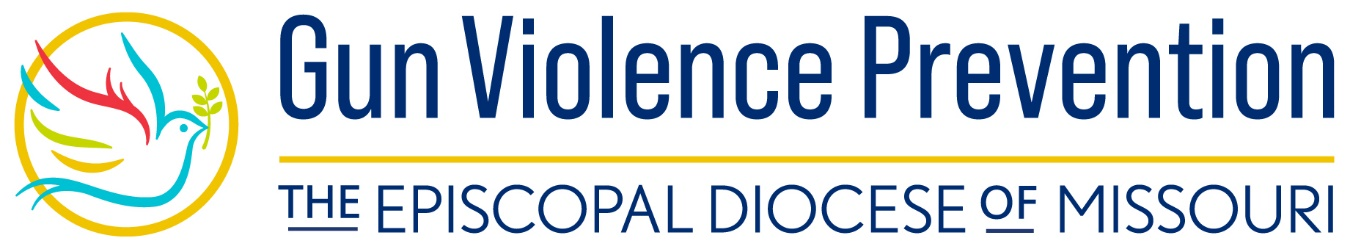 Gun Violence Prevention
THE EPISCOPAL DIOCESE OF MISSOURI